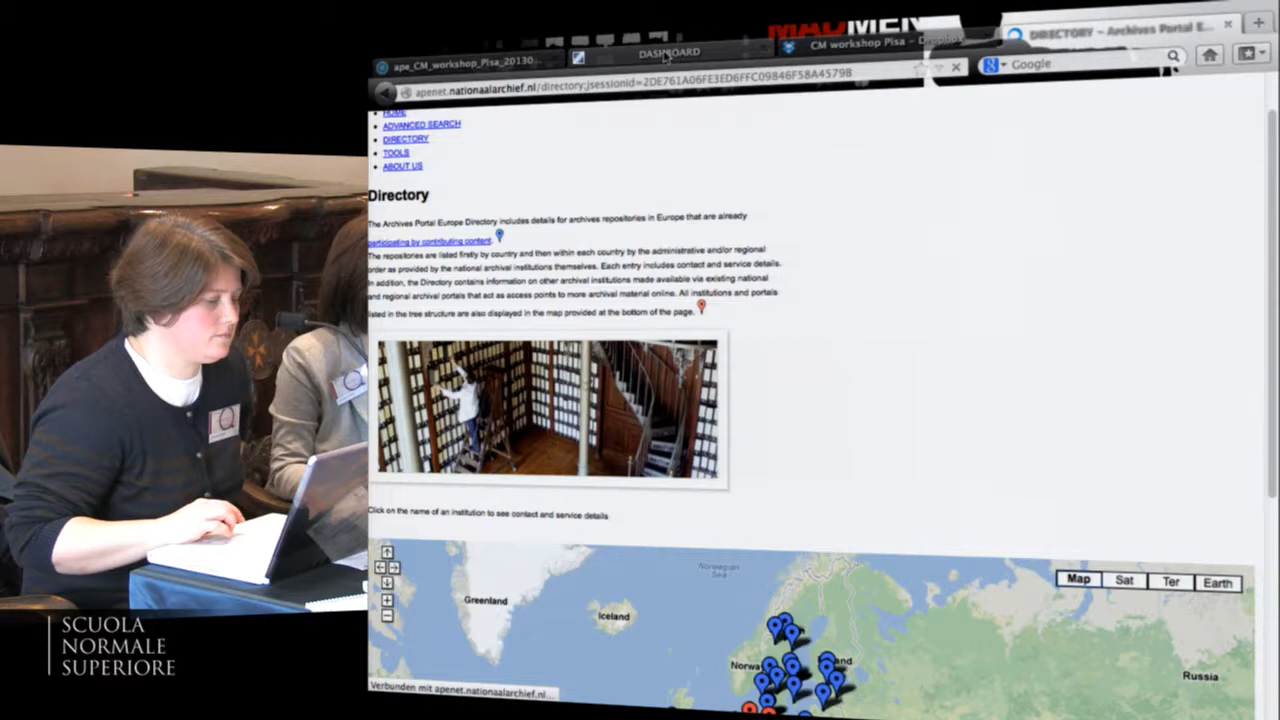 MADMEN
ape_CM_workshop_Pisa_20130...
DASHBOARD
CM workshop Pisa - Dropbox
DIRECTORY - Archives Portal E...
apenet.nationaalarchief.nl/directory;jsessionid=2DE761A06FE3ED6FFC09846F58A45798
Google
HOME
ADVANCED SEARCH
DIRECTORY
TOOLS
ABOUT US
Directory
The Archives Portal Europe Directory includes details for archives repositories in Europe that are already
participating by contributing content.
The repositories are listed firstly by country and then within each country by the administrative and/or regional
order as provided by the national archival institutions themselves. Each entry includes contact and service details.
In addition, the Directory contains information on other archival institutions made available via existing national
and regional archival portals that act as access points to more archival material online. All institutions and portals
listed in the tree structure are also displayed in the map provided at the bottom of the page.
Click on the name of an institution to see contact and service details
Map Sat Ter Earth
Norwegian
Sea
Greenland
Iceland
Norwa
and
Russia
Verbunden mit apenet.nationaalarchief.nl...
SCUOLA
NORMALE
SUPERIORE